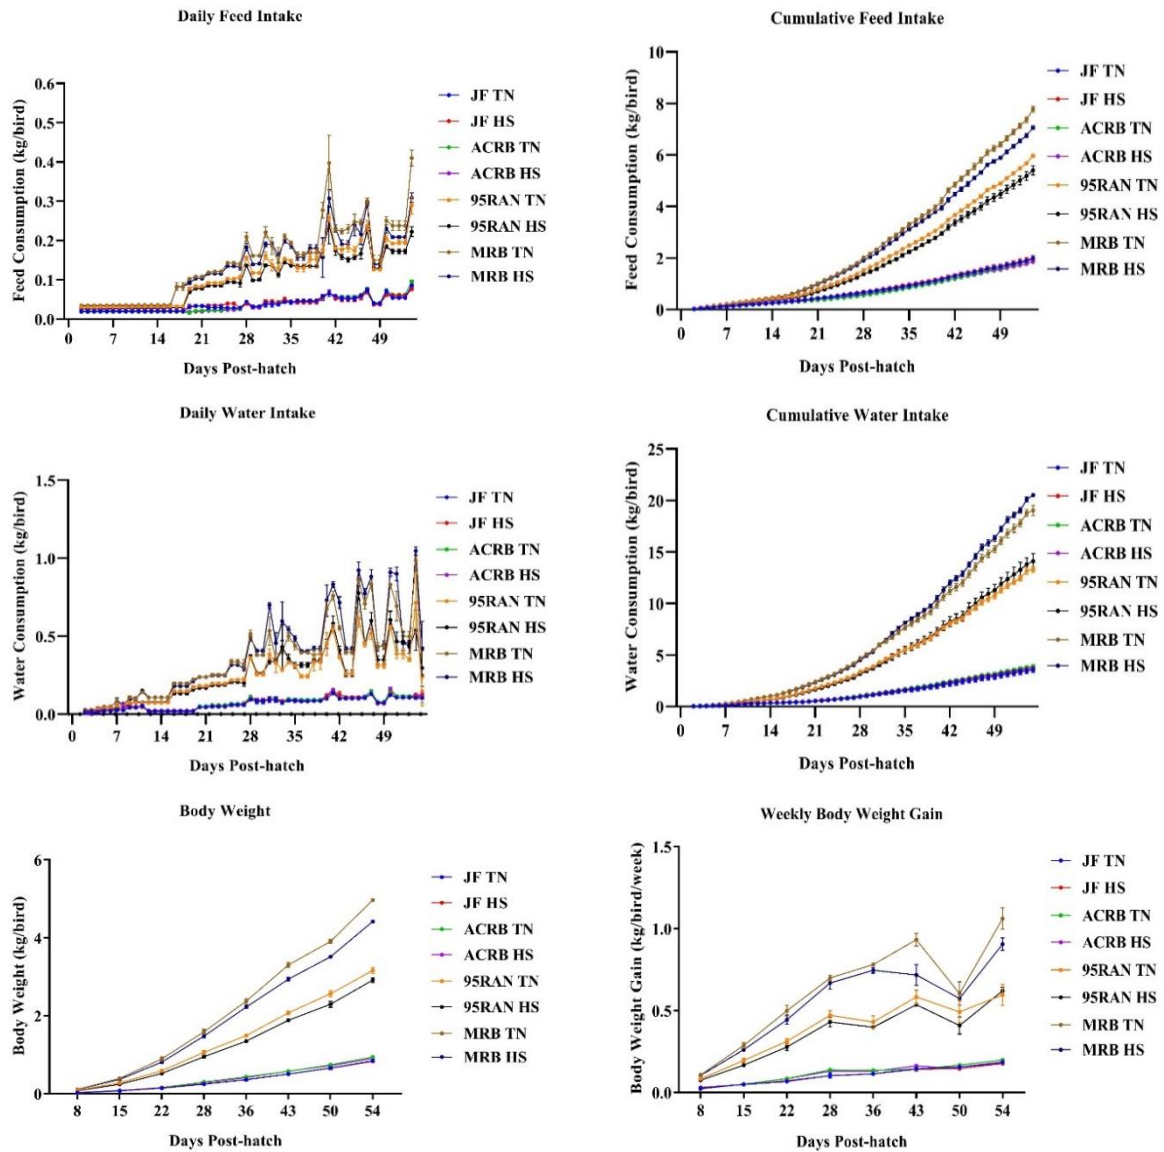 Daily Feed Intake
Feed Consumption (kg/bird)
0.6
0.5
0.4
0.3
0.2
0.1
0.0
0 7 14 21 28 35 42 49
Days Post-hatch
JF TN
JF HS
ACRB TN
ACRB HS
95RAN TN
95RAN HS
MRB TN
MRB HS
Cumulative Feed Intake
Feed Consumption (kg/bird)
10
8
6
4
2
0
0 7 14 21 28 35 42 49
Days Post-hatch
JF TN
JF HS
ACRB TN
ACRB HS
95RAN TN
95RAN HS
MRB TN
MRB HS
Daily Water Intake
Water Consumption (kg/bird)
1.5
1.0
0.5
0.0
0 7 14 21 28 35 42 49
Days Post-hatch
JF TN
JF HS
ACRB TN
ACRB HS
95RAN TN
95RAN HS
MRB TN
MRB HS
Cumulative Water Intake
Water Consumption (kg/bird)
25
20
15
10
5
0
0 7 14 21 28 35 42 49
Days Post-hatch
JF TN
JF HS
ACRB TN
ACRB HS
95RAN TN
95RAN HS
MRB TN
MRB HS
Body Weight
Body Weight (kg/bird)
6
4
2
0
8 15 22 28 36 43 50 54
Days Post-hatch
JF TN
JF HS
ACRB TN
ACRB HS
95RAN TN
95RAN HS
MRB TN
MRB HS
Weekly Body Weight Gain
Body Weight Gain (kg/bird/week)
1.5
1.0
0.5
0.0
8 15 22 28 36 43 50 54
Days Post-hatch
JF TN
JF HS
ACRB TN
ACRB HS
95RAN TN
95RAN HS
MRB TN
MRB HS